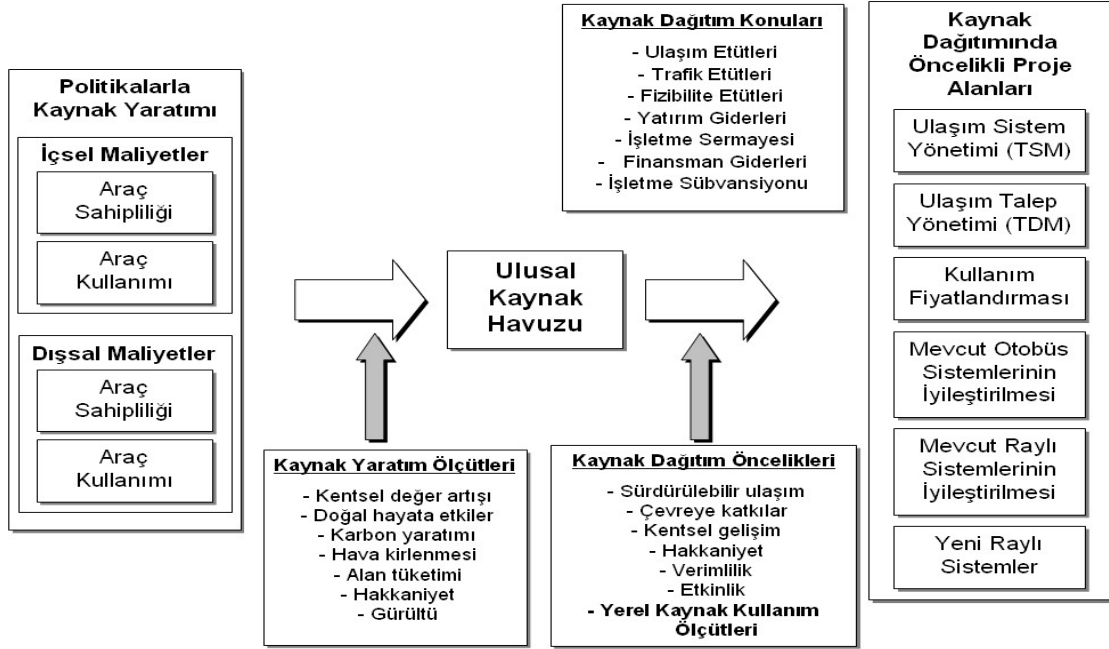 Politikalarla
Kaynak Yaratımı
İçsel Maliyetler
Araç
Sahipliliği
Araç
Kullanımı
Dışsal Maliyetler
Araç
Sahipliliği
Araç
Kullanımı
Kaynak Yaratım Ölçütleri
- Kentsel değer artışı
- Doğal hayata etkiler
- Karbon yaratımı
- Hava kirlenmesi
- Alan tüketimi
- Hakkaniyet
- Gürültü
Ulusal
Kaynak
Havuzu
Kaynak Dağıtım Konuları
- Ulaşım Etütleri
- Trafik Etütleri
- Fizibilite Etütleri
- Yatırım Giderleri
- İşletme Sermayesi
- Finansman Giderleri
- İşletme Sübvansiyonu
Kaynak Dağıtım Öncelikleri
- Sürdürülebilir ulaşım
- Çevreye katkılar
- Kentsel gelişim
- Hakkaniyet
- Verimlilik
- Etkinlik
- Yerel Kaynak Kullanım
Ölçütleri
Kaynak
Dağıtımında
Öncelikli Proje
Alanları
Ulaşım Sistem
Yönetimi (TSM)
Ulaşım Talep
Yönetimi (TDM)
Kullanım
Fiyatlandırması
Mevcut Otobüs
Sistemlerinin
İyileştirilmesi
Mevcut Raylı
Sistemlerinin
İyileştirilmesi
Yeni Raylı
Sistemler